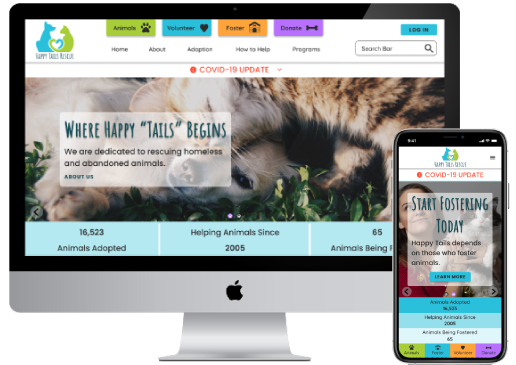 Animals
Volunteer
Foster
Donate
LOG IN
HAPPY TAILS RESCUE
Home
About
Adoption
How to Help
Programs
Search Bar
COVID-19 UPDATE
WHERE HAPPY "TAILS" BEGINS
We are dedicated to rescuing homeless
and abandoned animals.
ABOUT US
16,523
Animals Adopted
Helping Animals Since
2005
65
Animals Being F
9:41
HAPPY TAILS RESCUE
COVID-19 UPDATE
START FOSTERING
TODAY
Happy Tails depends
on those who foster
animals.
LEARN MORE
Animals Adopted
16,523
Helping Animals Since
2005
Animals Being Fostered
65
Animals
Foster
Volunteer
Donate